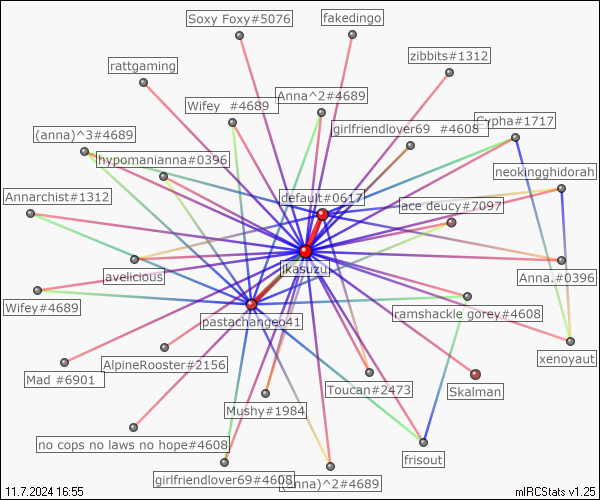 Soxy Foxy#5076
fakedingo
zibbits#1312
rattgaming
Wifey  #4689
Anna^2#4689
(anna)^3#4689
girlfriendlover69  #4608
Cypha#1717
hypomanianna#0396
neokingghidorah
Annarchist#1312
default#0617
ace deucy#7097
avelicious
ikasuzu
Anna.#0396
Wifey#4689
pastachangeo41
ramshackle gorey#4608
xenoyaut
Mad #6901
AlpineRooster#2156
Toucan#2473
Skalman
Mushy#1984
no cops no laws no hope#4608
frisout
girlfriendlover69#4608
(anna)^2#4689
11.7.2024 16:55
mIRCStats v1.25